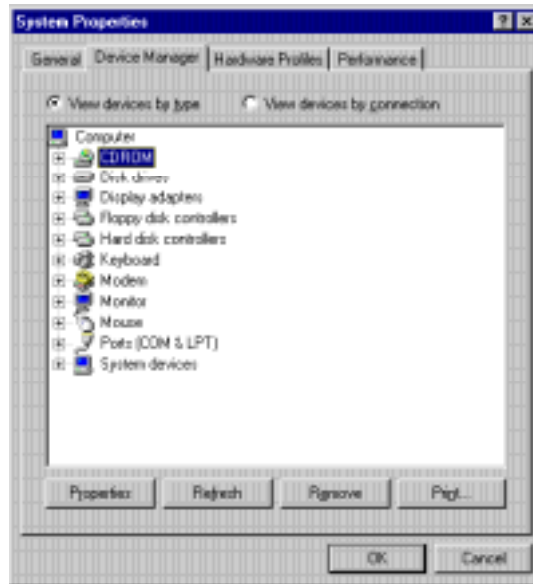 System Properties
General Device Manager Hardware Profiles Performance
View devices by type View devices by connection
Computer
CDROM
Disk drives
Display adapters
Floppy disk controllers
Hard disk controllers
Keyboard
Modem
Monitor
Mouse
Ports (COM & LPT)
System devices
Properties Refresh Remove Print...
OK Cancel